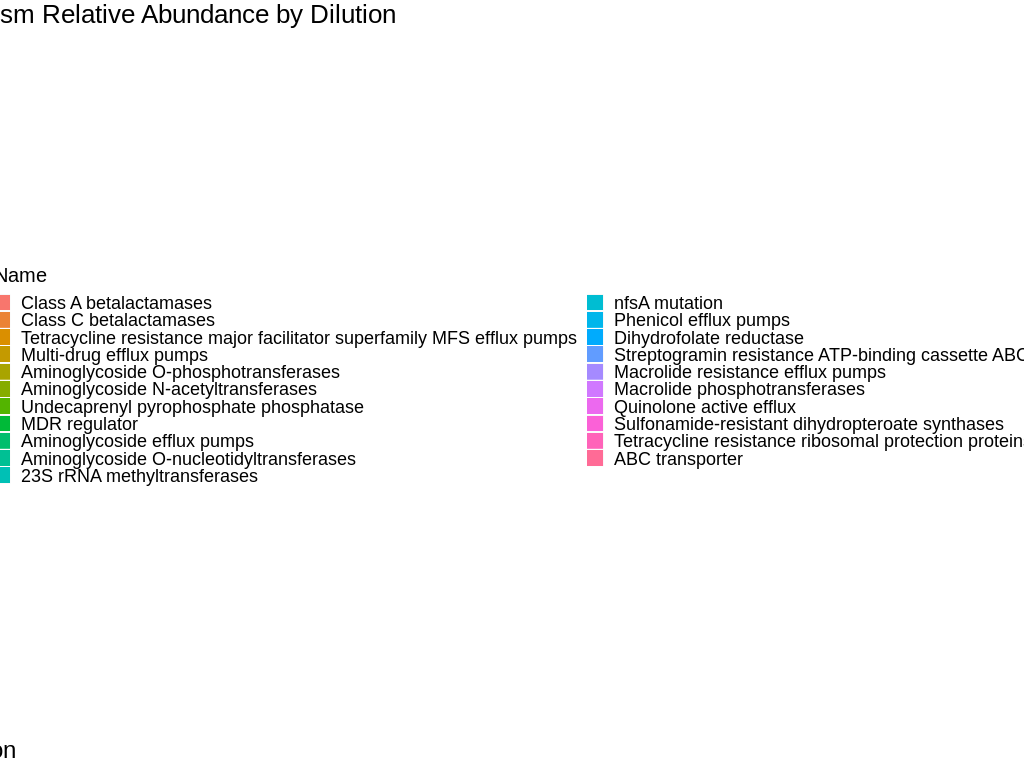 sm Relative Abundance by Dilution
Name
Class A betalactamases
Class C betalactamases
Tetracycline resistance major facilitator superfamily MFS efflux pumps
Multi-drug efflux pumps
Aminoglycoside O-phosphotransferases
Aminoglycoside N-acetyltransferases
Undecaprenyl pyrophosphate phosphatase
MDR regulator
Aminoglycoside efflux pumps
Aminoglycoside O-nucleotidyltransferases
23S rRNA methyltransferases
nfsA mutation
Phenicol efflux pumps
Dihydrofolate reductase
Streptogramin resistance ATP-binding cassette ABC
Macrolide resistance efflux pumps
Macrolide phosphotransferases
Quinolone active efflux
Sulfonamide-resistant dihydropteroate synthases
Tetracycline resistance ribosomal protection proteins
ABC transporter
on